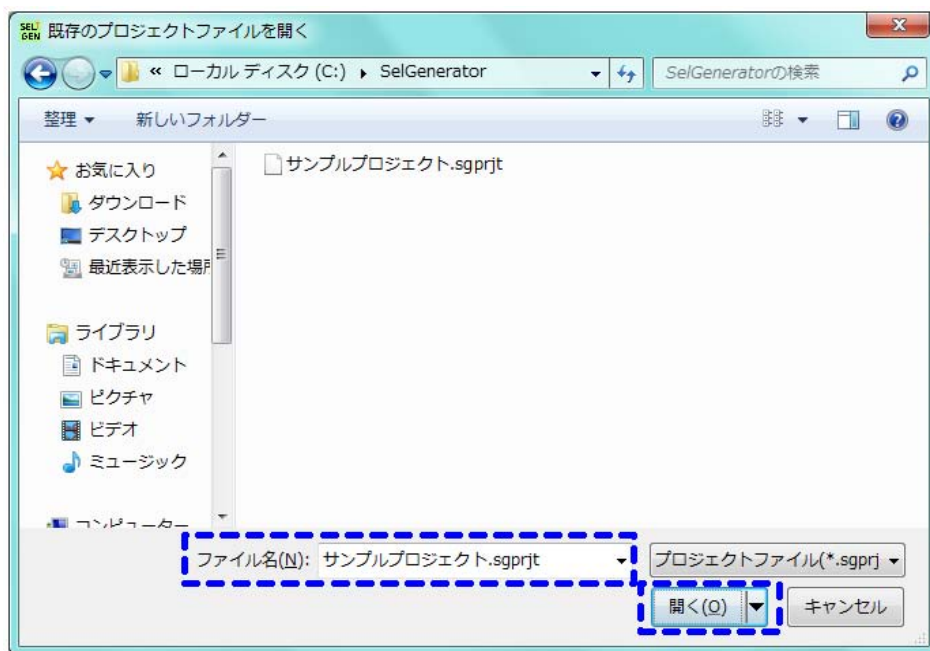 SEL GEN 既存のプロジェクトファイルを開く
« ローカル ディスク (C:) ▸ SelGenerator
SelGeneratorの検索
整理 ▼ 新しいフォルダー
お気に入り
ダウンロード
デスクトップ
最近表示した場所
ライブラリ
ドキュメント
ピクチャ
ビデオ
ミュージック
コンピューター
サンプルプロジェクト.sgprjt
ファイル名(N): サンプルプロジェクト.sgprjt
プロジェクトファイル(*.sgprj
開く(O)
キャンセル